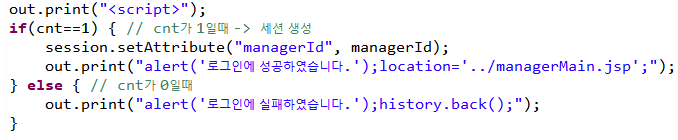 out.print("<script>");
if(cnt==1) { // cnt가 1일때 -> 세션 생성
    session.setAttribute("managerId", managerId);
    out.print("alert('로그인에 성공하였습니다.');location='../managerMain.jsp';");
} else { // cnt가 0일때
    out.print("alert('로그인에 실패하였습니다.');history.back();");
}